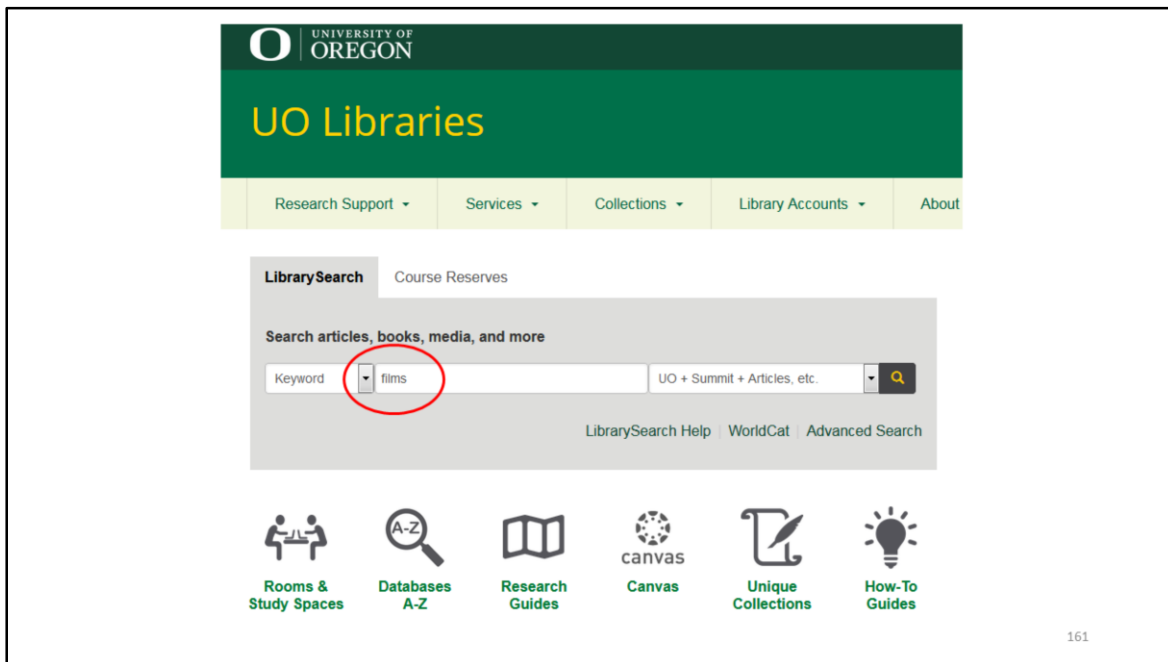 UNIVERSITY OF
OREGON
UO Libraries
Research Support Services Collections Library Accounts About
LibrarySearch Course Reserves
Search articles, books, media, and more
Keyword films UO + Summit + Articles, etc.
LibrarySearch Help WorldCat Advanced Search
A-Z
canvas
Rooms & Databases Research Canvas Unique How-To
Study Spaces A-Z Guides Collections Guides
161